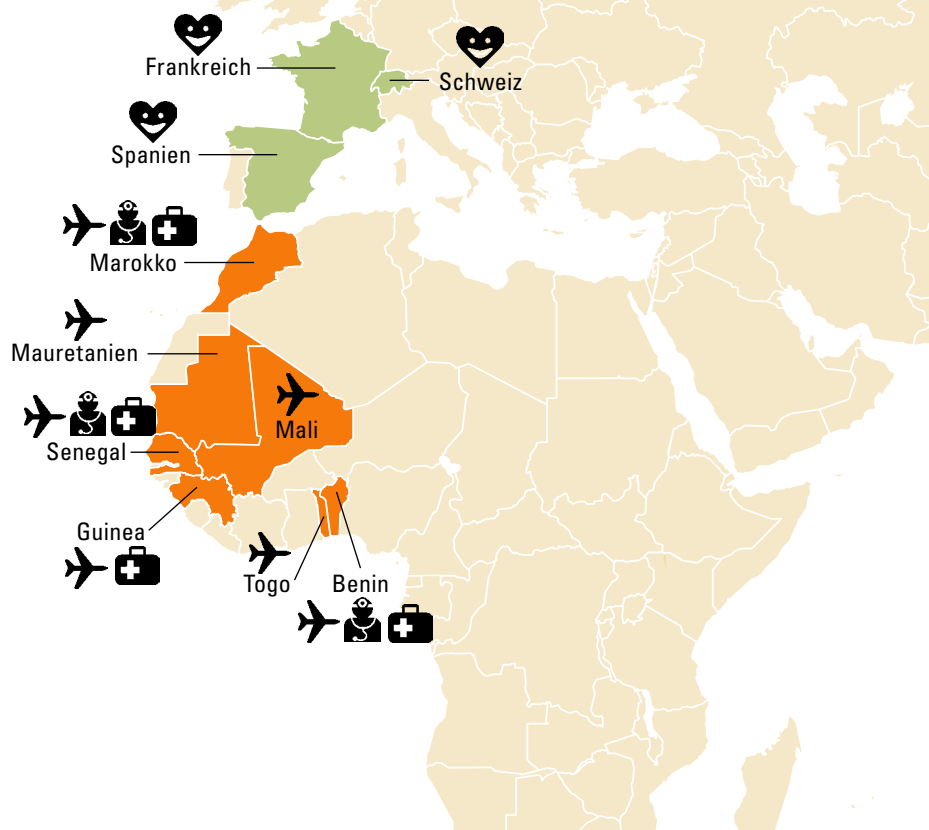 Frankreich
Schweiz
Spanien
Marokko
Mauretanien
Mali
Senegal
Guinea
Togo
Benin